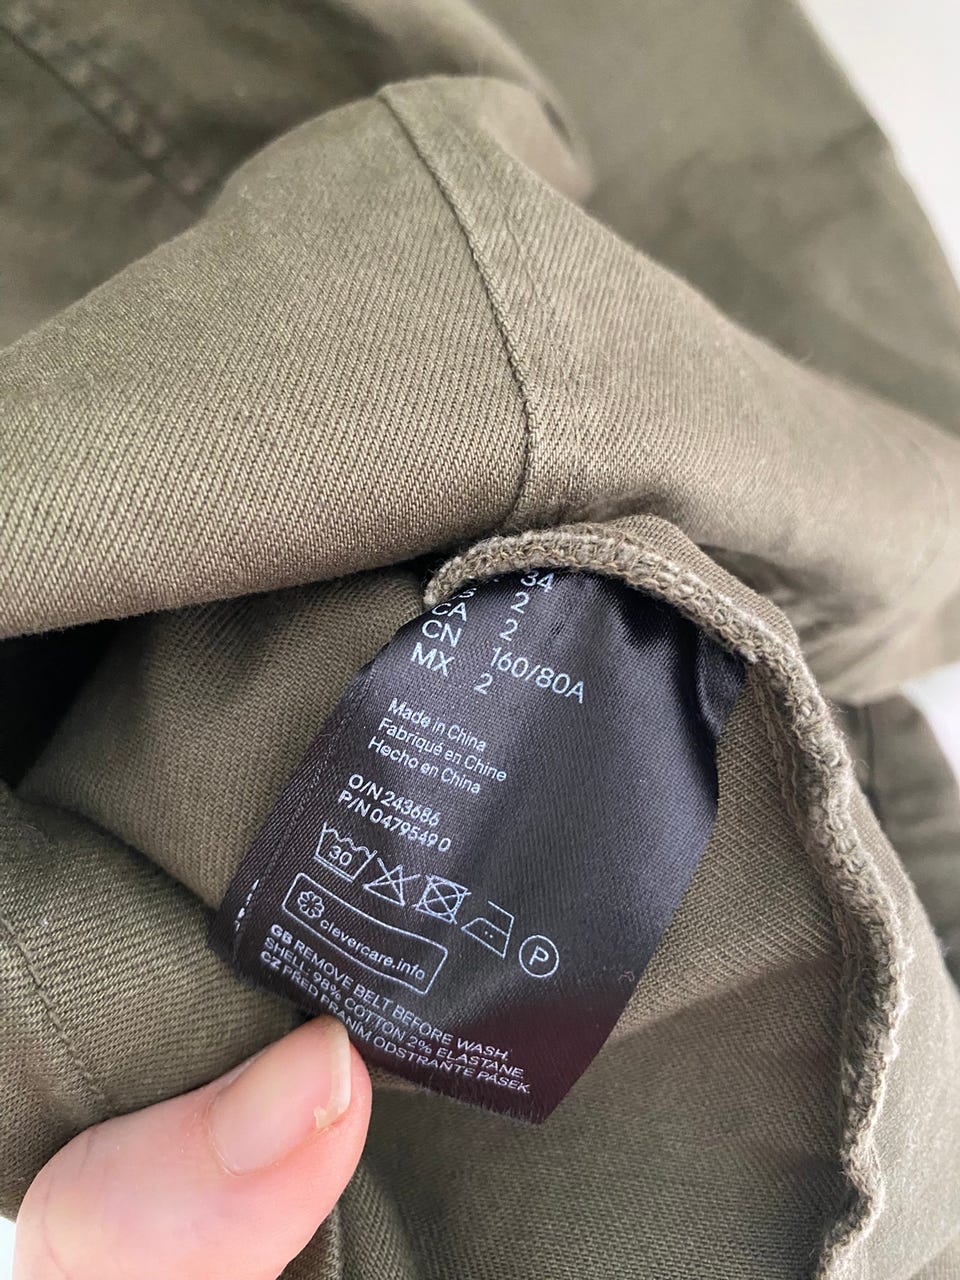 34
2
CA 2
CN 160/80A
MX 2
Made in China
Fabriqué en Chine
Hecho en China
O/N 243686
P/N 0479549 0
30
P
clevercare.info
GB REMOVE BELT BEFORE WASH.
SHELL: 98% COTTON 2% ELASTANE.
CZ PŘED PRANÍM ODSTRAŇTE PÁSEK.